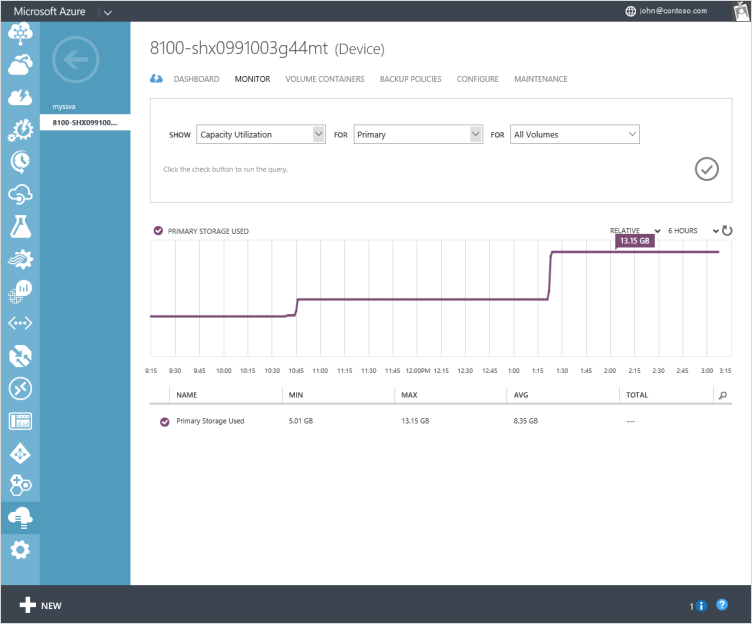 Microsoft Azure john@contoso.com
8100-shx0991003g44mt (Device)
DASHBOARD MONITOR VOLUME CONTAINERS BACKUP POLICIES CONFIGURE MAINTENANCE
myssva
8100-SHX099100...
SHOW Capacity Utilization FOR Primary FOR All Volumes
Click the check button to run the query.
PRIMARY STORAGE USED RELATIVE 6 HOURS
13.15 GB
9:15 9:30 9:45 10:00 10:15 10:30 10:45 11:00 11:15 11:30 11:45 12:00PM 12:15 12:30 12:45 1:00 1:15 1:30 1:45 2:00 2:15 2:30 2:45 3:00 3:15
NAME MIN MAX AVG TOTAL
Primary Storage Used 5.01 GB 13.15 GB 8.35 GB ---
NEW 1